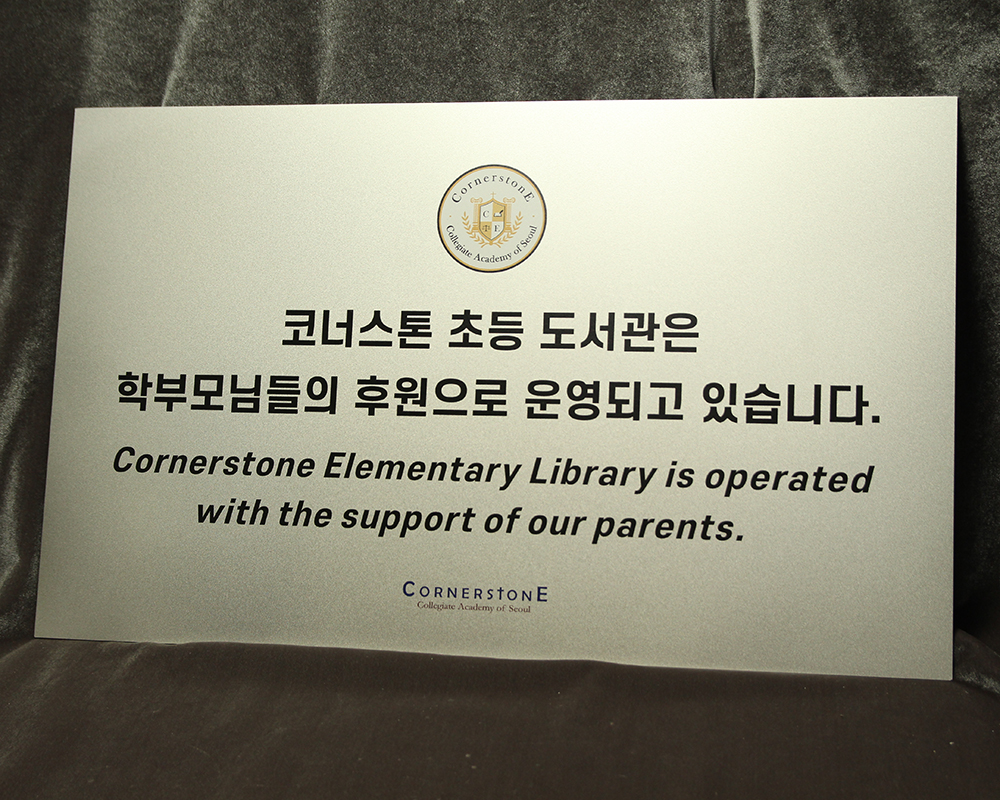 CornerstonE
C
E
Collegiate Academy of Seoul
코너스톤 초등 도서관은
학부모님들의 후원으로 운영되고 있습니다.
Cornerstone Elementary Library is operated
with the support of our parents.
CORNERSTONE
Collegiate Academy of Seoul